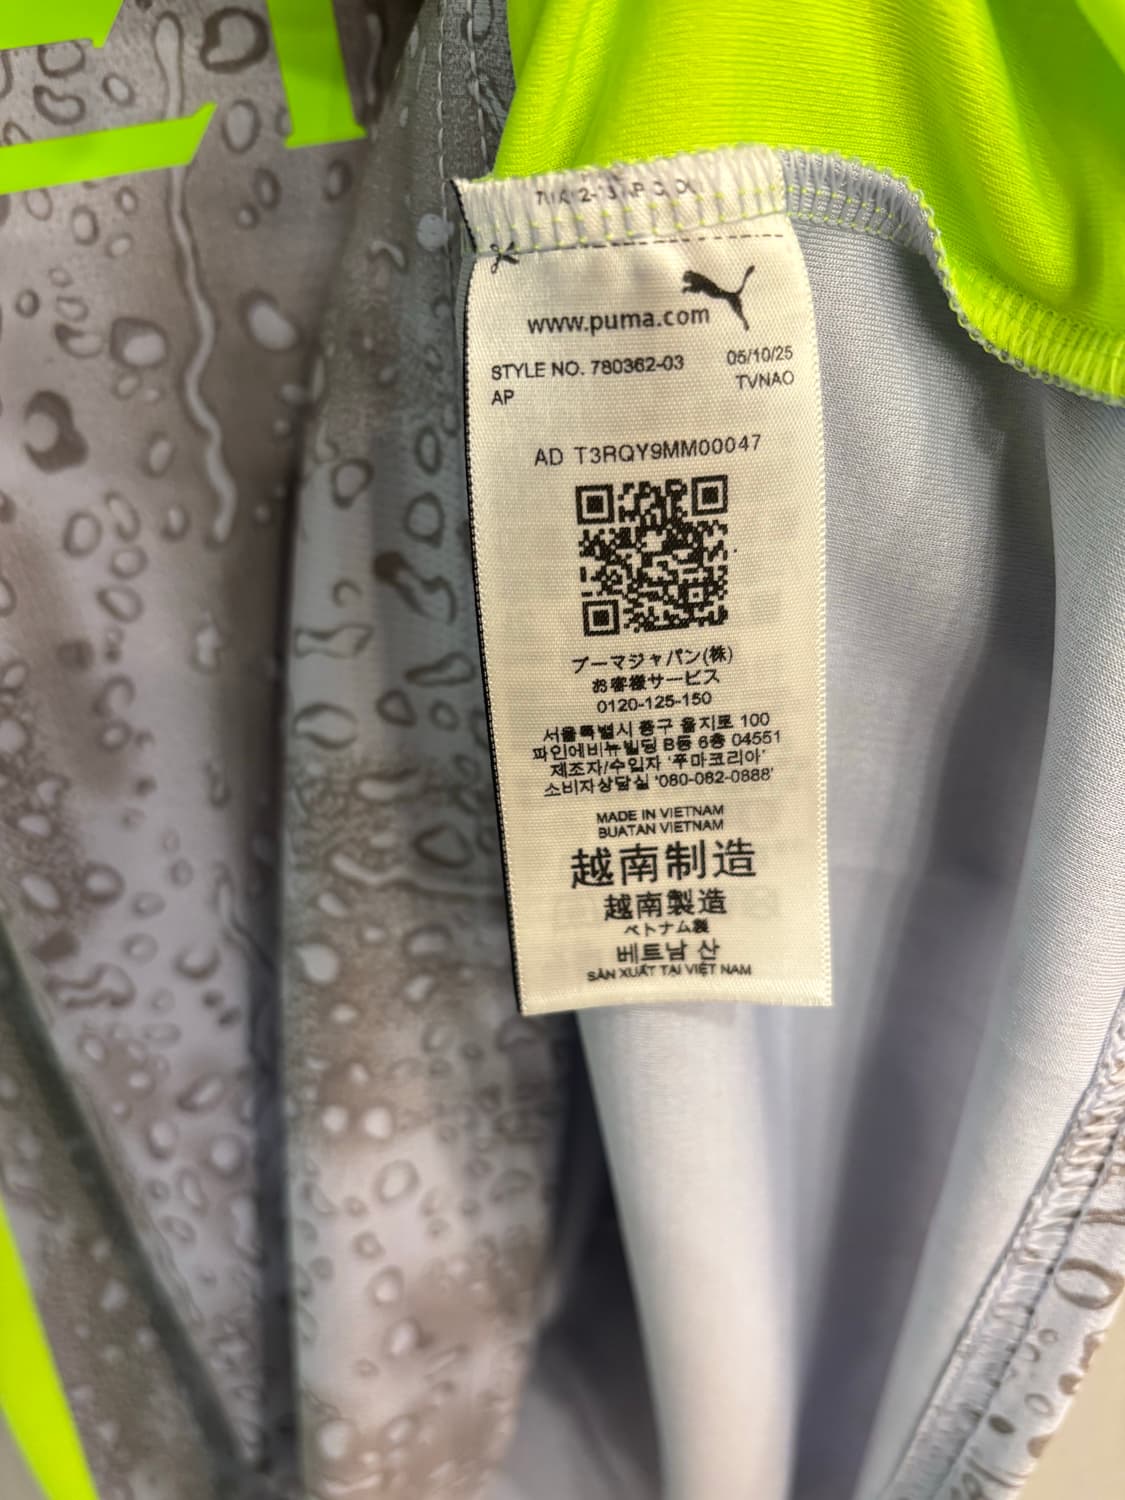 www.puma.com
STYLE NO. 780362-03 05/10/25
AP TVNAO
AD T3RQY9MM00047
プーマジャパン(株)
お客様サービス
0120-125-150
서울특별시 중구 을지로 100
파인에비뉴빌딩 B동 6층 04551
제조자/수입자 '푸마코리아'
소비자상담실 '080-082-0888'
MADE IN VIETNAM
BUATAN VIETNAM
越南制造
越南製造
ベトナム製
베트남 산
SẢN XUẤT TẠI VIỆT NAM